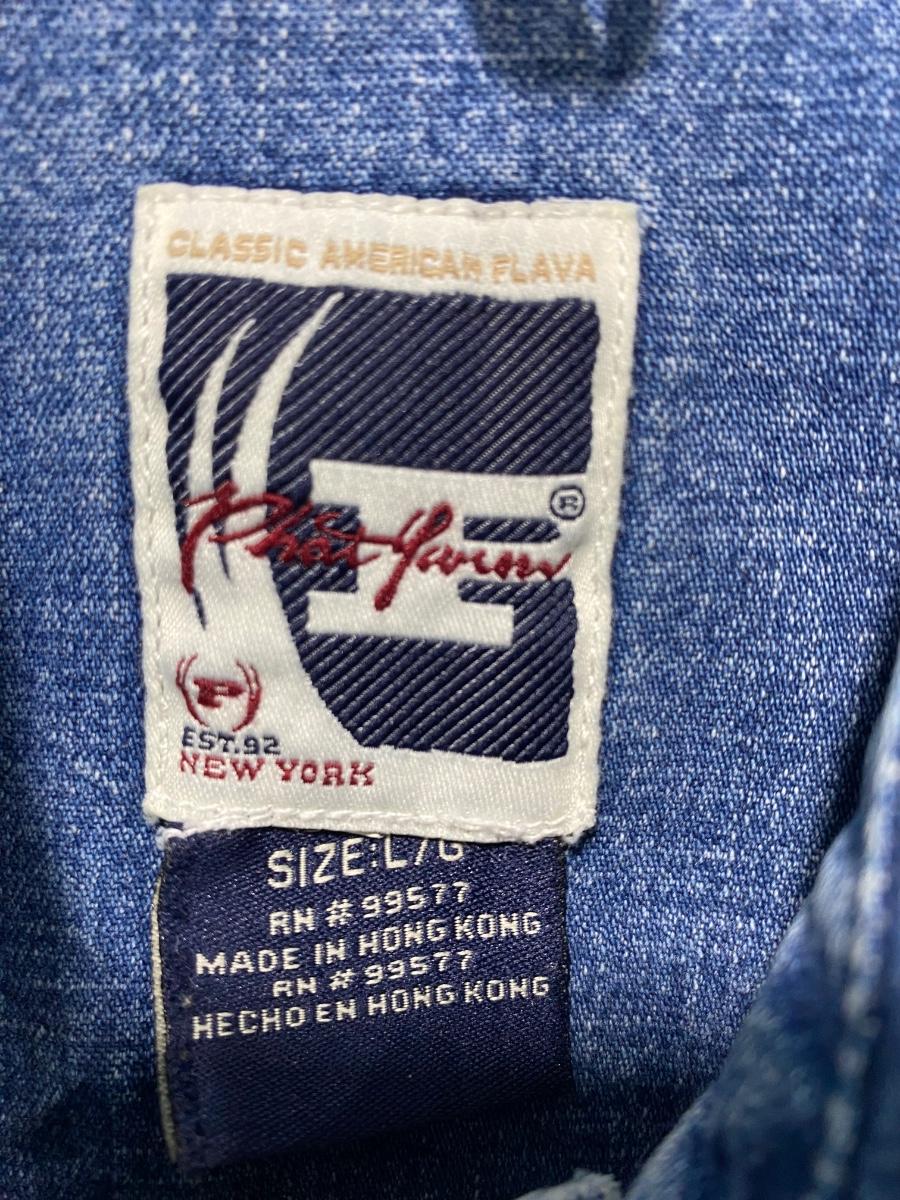 CLASSIC AMERICAN FLAVA
Phat Farm ®
P
EST.92
NEW YORK
SIZE:L/G
RN # 99577
MADE IN HONG KONG
RN # 99577
HECHO EN HONG KONG